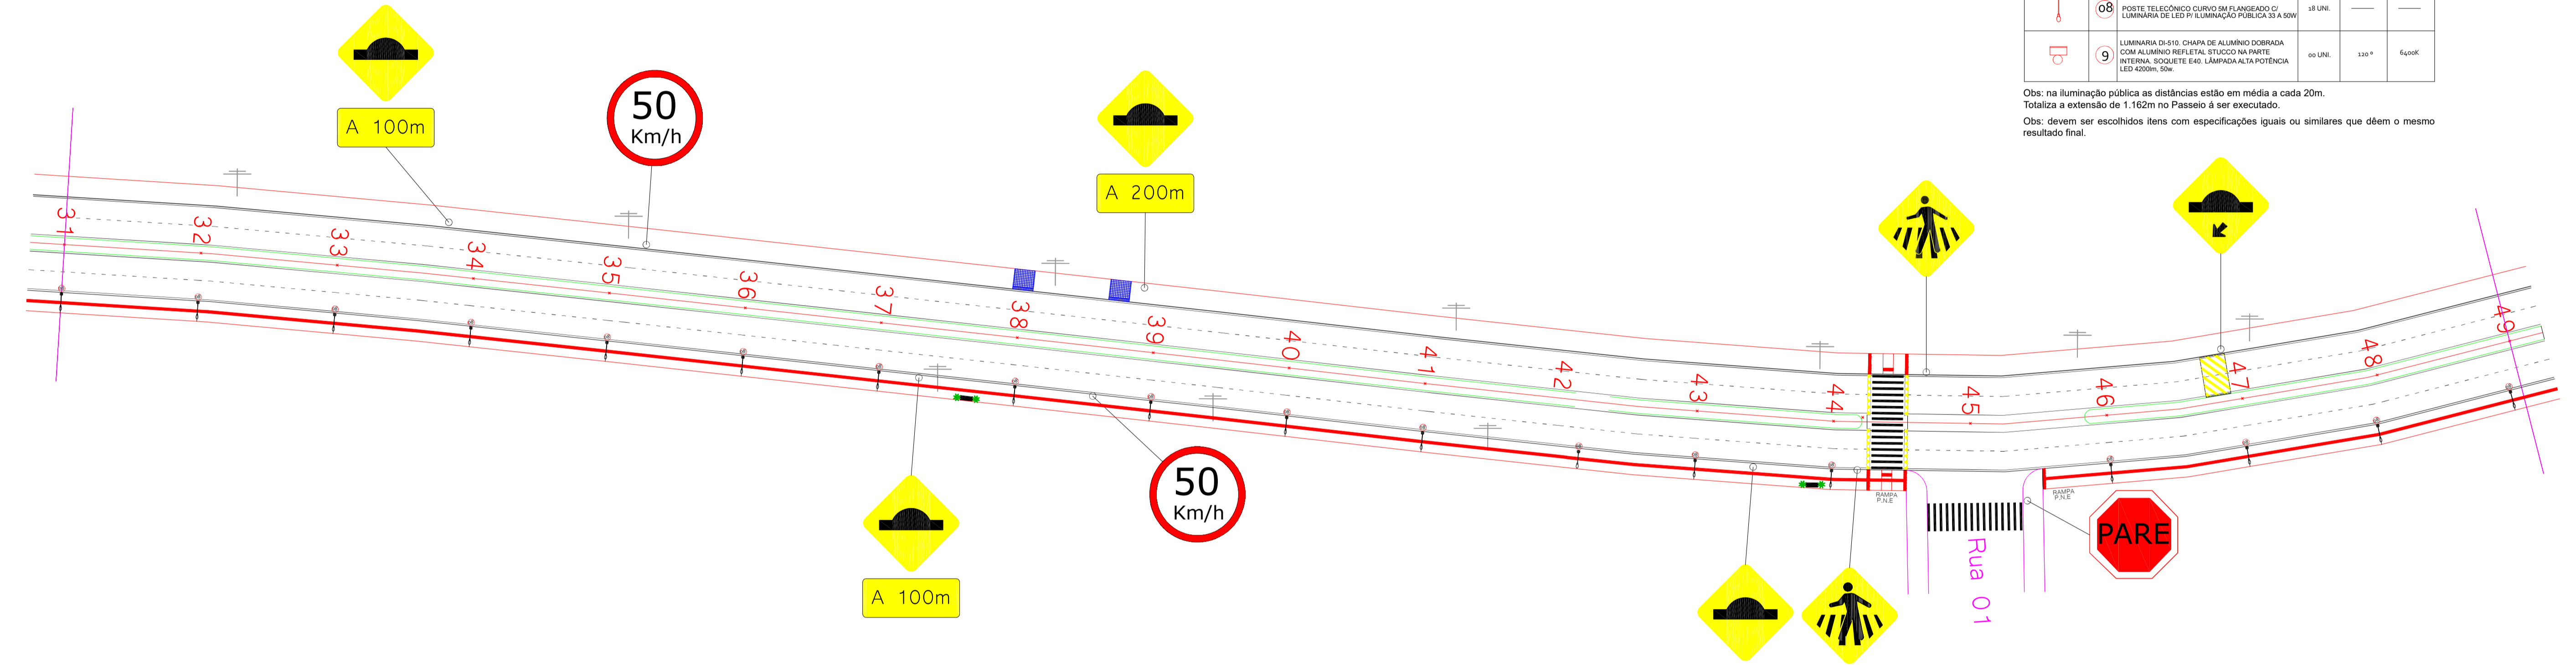 08
POSTE TELECÔNICO CURVO 5M FLANGEADO C/
LUMINÁRIA DE LED P/ ILUMINAÇÃO PÚBLICA 33 A 50W
18 UNI.
9
LUMINARIA DI-510. CHAPA DE ALUMÍNIO DOBRADA
COM ALUMÍNIO REFLETAL STUCCO NA PARTE
INTERNA. SOQUETE E40. LÂMPADA ALTA POTÊNCIA
LED 4200lm, 50w.
00 UNI.
120 º
6400K
Obs: na iluminação pública as distâncias estão em média a cada 20m.
Totaliza a extensão de 1.162m no Passeio á ser executado.
Obs: devem ser escolhidos itens com especificações iguais ou similares que dêem o mesmo
resultado final.
A 100m
50
Km/h
A 200m
31
32
33
34
35
36
37
38
39
40
41
42
43
44
45
46
47
48
49
A 100m
50
Km/h
RAMPA
P.N.E
RAMPA
P.N.E
Rua 01
PARE